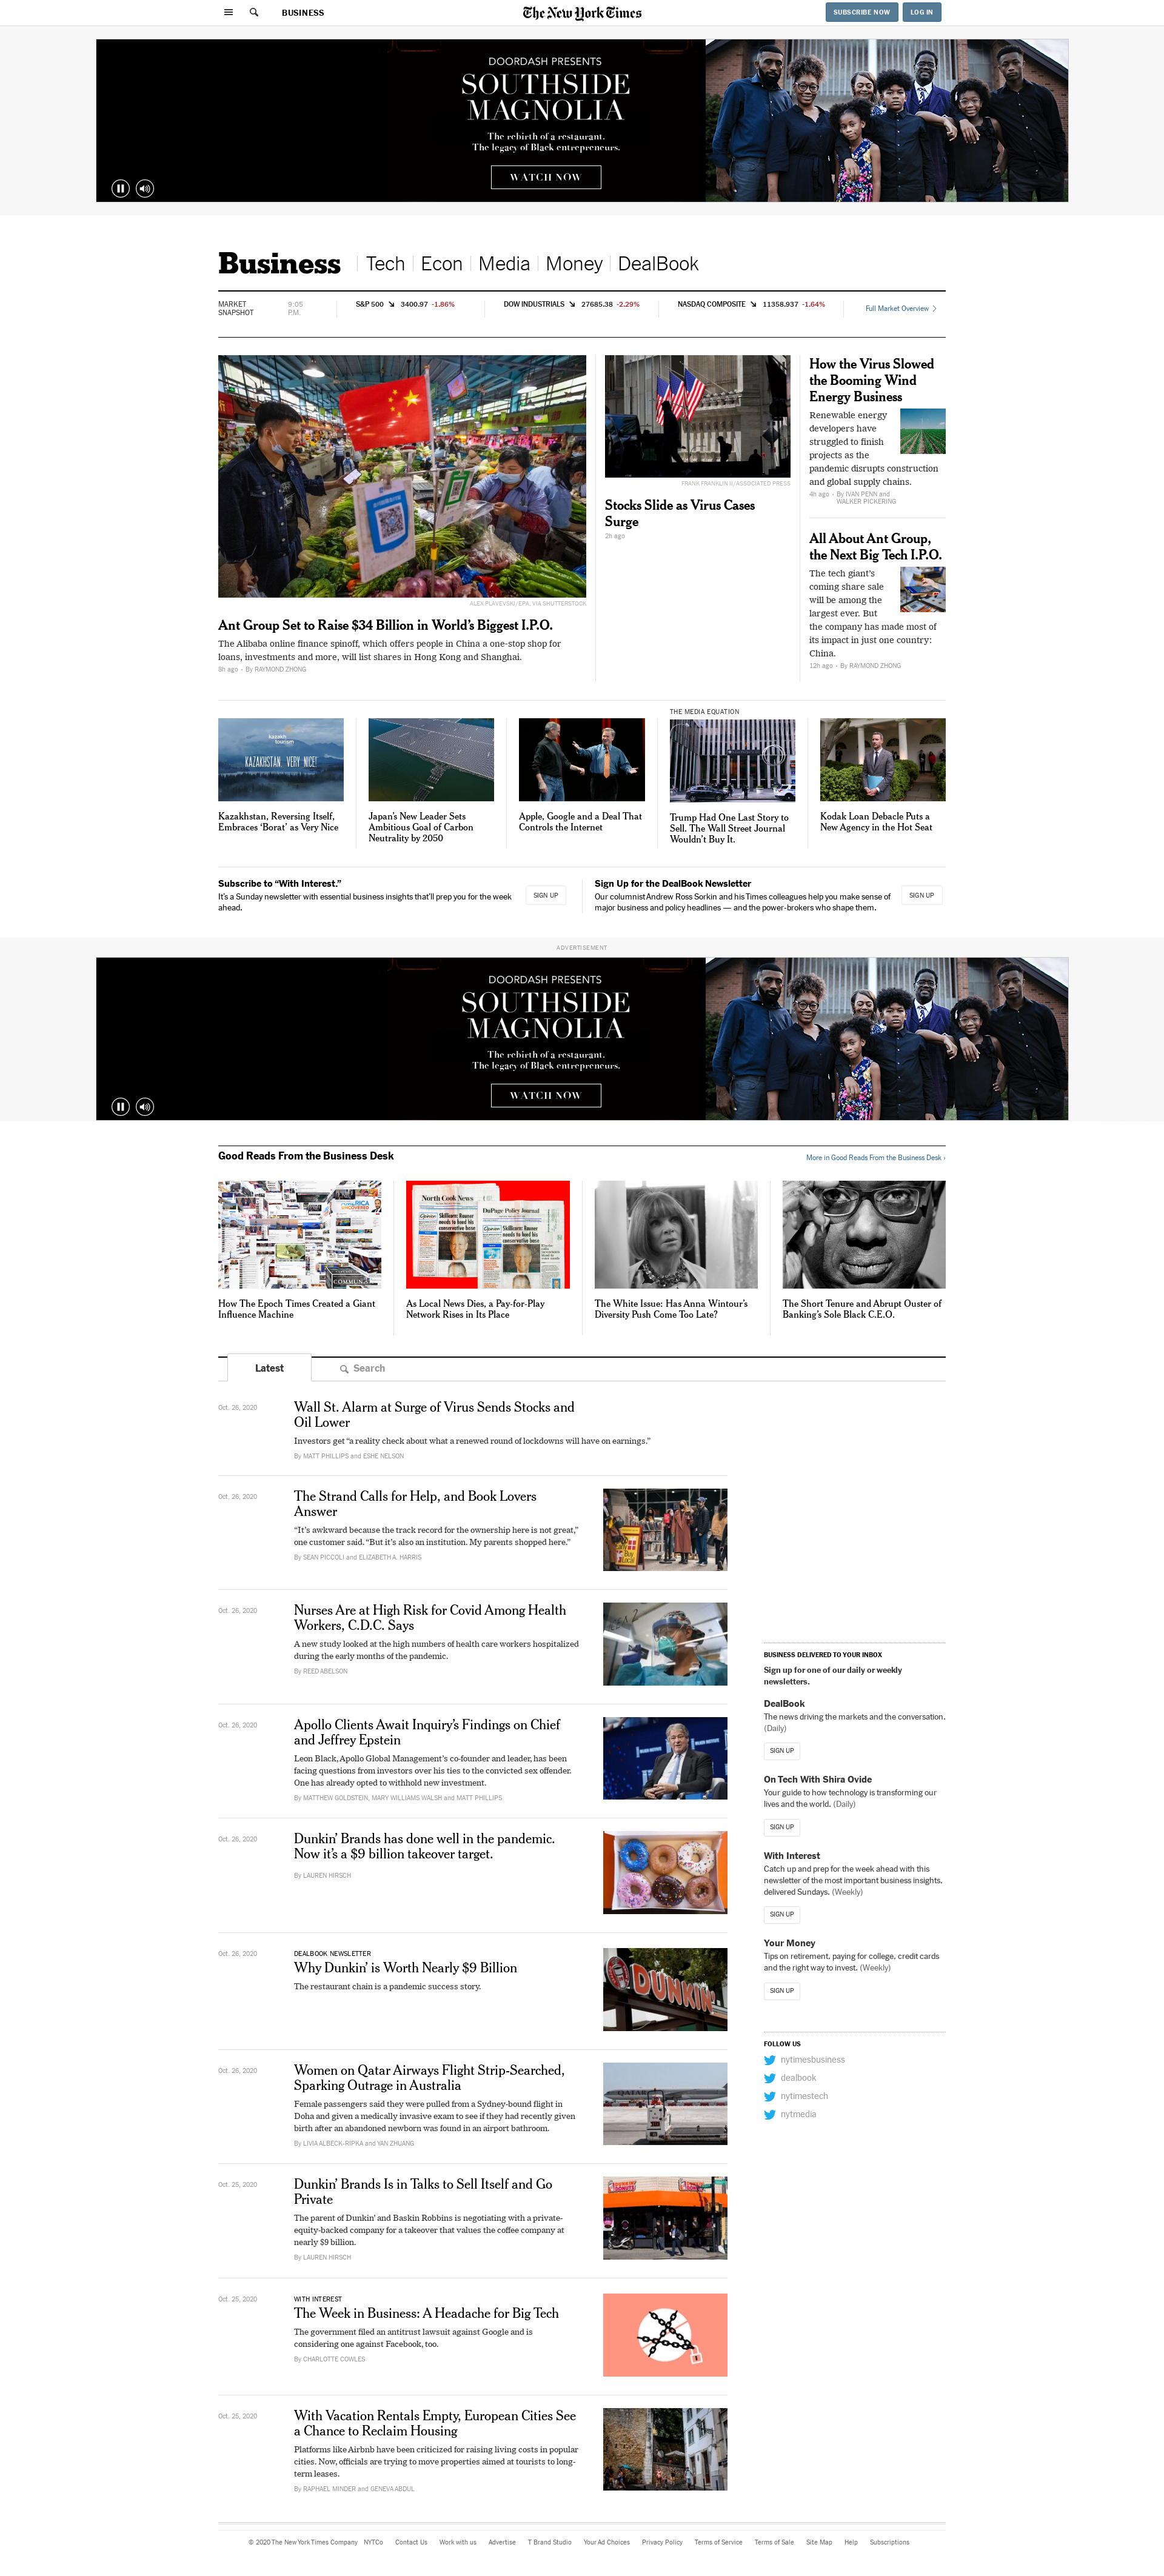 BUSINESS
The New York Times
SUBSCRIBE NOW
LOG IN
DOORDASH PRESENTS
SOUTHSIDE
MAGNOLIA
The rebirth of a restaurant.
The legacy of Black entrepreneurs.
WATCH NOW
Business
Tech
Econ
Media
Money
DealBook
MARKET
SNAPSHOT
9:05
P.M.
S&P 500 3400.97 -1.86%
DOW INDUSTRIALS 27685.38 -2.29%
NASDAQ COMPOSITE 11358.937 -1.64%
Full Market Overview
ALEX PLAVEVSKI/EPA, VIA SHUTTERSTOCK
Ant Group Set to Raise $34 Billion in World’s Biggest I.P.O.
The Alibaba online finance spinoff, which offers people in China a one-stop shop for
loans, investments and more, will list shares in Hong Kong and Shanghai.
8h ago • By RAYMOND ZHONG
FRANK FRANKLIN II/ASSOCIATED PRESS
Stocks Slide as Virus Cases
Surge
2h ago
How the Virus Slowed
the Booming Wind
Energy Business
Renewable energy
developers have
struggled to finish
projects as the
pandemic disrupts construction
and global supply chains.
4h ago • By IVAN PENN and
WALKER PICKERING
All About Ant Group,
the Next Big Tech I.P.O.
The tech giant’s
coming share sale
will be among the
largest ever. But
the company has made most of
its impact in just one country:
China.
12h ago • By RAYMOND ZHONG
kazakh
tourism
KAZAKHSTAN. VERY NICE!
Kazakhstan, Reversing Itself,
Embraces ‘Borat’ as Very Nice
Japan’s New Leader Sets
Ambitious Goal of Carbon
Neutrality by 2050
Apple, Google and a Deal That
Controls the Internet
THE MEDIA EQUATION
Trump Had One Last Story to
Sell. The Wall Street Journal
Wouldn’t Buy It.
Kodak Loan Debacle Puts a
New Agency in the Hot Seat
Subscribe to “With Interest.”
It’s a Sunday newsletter with essential business insights that’ll prep you for the week
ahead.
SIGN UP
Sign Up for the DealBook Newsletter
Our columnist Andrew Ross Sorkin and his Times colleagues help you make sense of
major business and policy headlines — and the power-brokers who shape them.
SIGN UP
ADVERTISEMENT
DOORDASH PRESENTS
SOUTHSIDE
MAGNOLIA
The rebirth of a restaurant.
The legacy of Black entrepreneurs.
WATCH NOW
Good Reads From the Business Desk
More in Good Reads From the Business Desk ›
North Cook News
DuPage Policy Journal
How The Epoch Times Created a Giant
Influence Machine
As Local News Dies, a Pay-for-Play
Network Rises in Its Place
The White Issue: Has Anna Wintour’s
Diversity Push Come Too Late?
The Short Tenure and Abrupt Ouster of
Banking’s Sole Black C.E.O.
Latest
Search
Oct. 26, 2020
Wall St. Alarm at Surge of Virus Sends Stocks and
Oil Lower
Investors get “a reality check about what a renewed round of lockdowns will have on earnings.”
By MATT PHILLIPS and ESHE NELSON
Oct. 26, 2020
The Strand Calls for Help, and Book Lovers
Answer
“It’s awkward because the track record for the ownership here is not great,”
one customer said. “But it’s also an institution. My parents shopped here.”
By SEAN PICCOLI and ELIZABETH A. HARRIS
Oct. 26, 2020
Nurses Are at High Risk for Covid Among Health
Workers, C.D.C. Says
A new study looked at the high numbers of health care workers hospitalized
during the early months of the pandemic.
By REED ABELSON
Oct. 26, 2020
Apollo Clients Await Inquiry’s Findings on Chief
and Jeffrey Epstein
Leon Black, Apollo Global Management’s co-founder and leader, has been
facing questions from investors over his ties to the convicted sex offender.
One has already opted to withhold new investment.
By MATTHEW GOLDSTEIN, MARY WILLIAMS WALSH and MATT PHILLIPS
Oct. 26, 2020
Dunkin’ Brands has done well in the pandemic.
Now it’s a $9 billion takeover target.
By LAUREN HIRSCH
Oct. 26, 2020
DEALBOOK NEWSLETTER
Why Dunkin’ is Worth Nearly $9 Billion
The restaurant chain is a pandemic success story.
DUNKIN'
Oct. 26, 2020
Women on Qatar Airways Flight Strip-Searched,
Sparking Outrage in Australia
Female passengers said they were pulled from a Sydney-bound flight in
Doha and given a medically invasive exam to see if they had recently given
birth after an abandoned newborn was found in an airport bathroom.
By LIVIA ALBECK-RIPKA and YAN ZHUANG
QATAR
Oct. 25, 2020
Dunkin’ Brands Is in Talks to Sell Itself and Go
Private
The parent of Dunkin’ and Baskin Robbins is negotiating with a private-
equity-backed company for a takeover that values the coffee company at
nearly $9 billion.
By LAUREN HIRSCH
Oct. 25, 2020
WITH INTEREST
The Week in Business: A Headache for Big Tech
The government filed an antitrust lawsuit against Google and is
considering one against Facebook, too.
By CHARLOTTE COWLES
Oct. 25, 2020
With Vacation Rentals Empty, European Cities See
a Chance to Reclaim Housing
Platforms like Airbnb have been criticized for raising living costs in popular
cities. Now, officials are trying to move properties aimed at tourists to long-
term leases.
By RAPHAEL MINDER and GENEVA ABDUL
BUSINESS DELIVERED TO YOUR INBOX
Sign up for one of our daily or weekly
newsletters.
DealBook
The news driving the markets and the conversation.
(Daily)
SIGN UP
On Tech With Shira Ovide
Your guide to how technology is transforming our
lives and the world. (Daily)
SIGN UP
With Interest
Catch up and prep for the week ahead with this
newsletter of the most important business insights,
delivered Sundays. (Weekly)
SIGN UP
Your Money
Tips on retirement, paying for college, credit cards
and the right way to invest. (Weekly)
SIGN UP
FOLLOW US
nytimesbusiness
dealbook
nytimestech
nytmedia
© 2020 The New York Times Company NYTCo Contact Us Work with us Advertise T Brand Studio Your Ad Choices Privacy Policy Terms of Service Terms of Sale Site Map Help Subscriptions